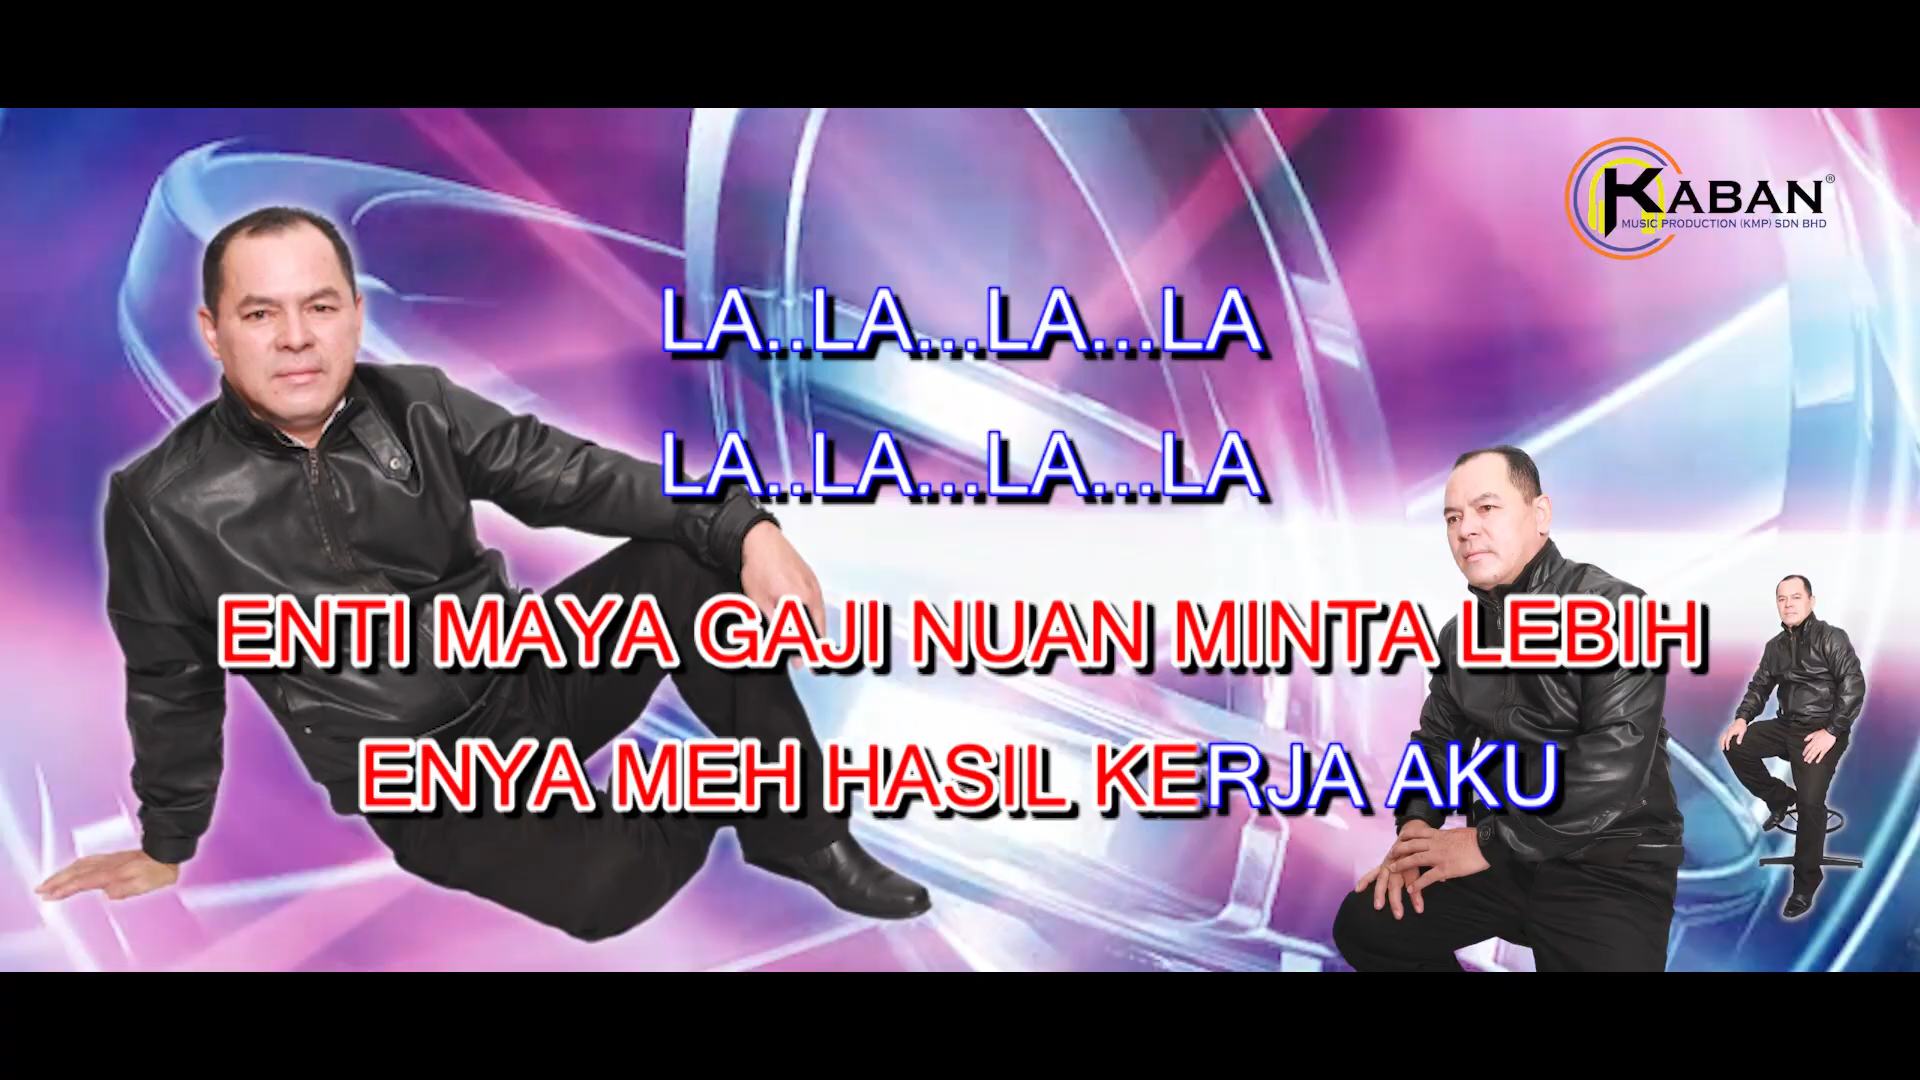 KABAN®
MUSIC PRODUCTION (KMP) SDN BHD
LA..LA...LA...LA
LA..LA...LA...LA
ENTI MAYA GAJI NUAN MINTA LEBIH
ENYA MEH HASIL KERJA AKU